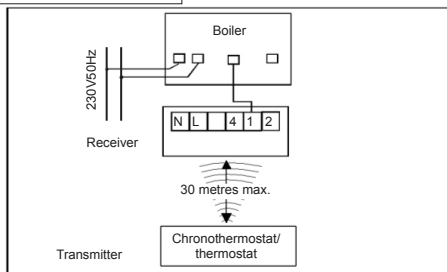 Boiler
230V50Hz
N L 4 1 2
Receiver
30 metres max.
Chronothermostat/
thermostat
Transmitter